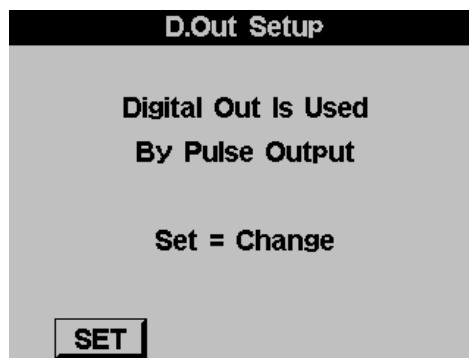 D.Out Setup
Digital Out Is Used
By Pulse Output
Set = Change
SET